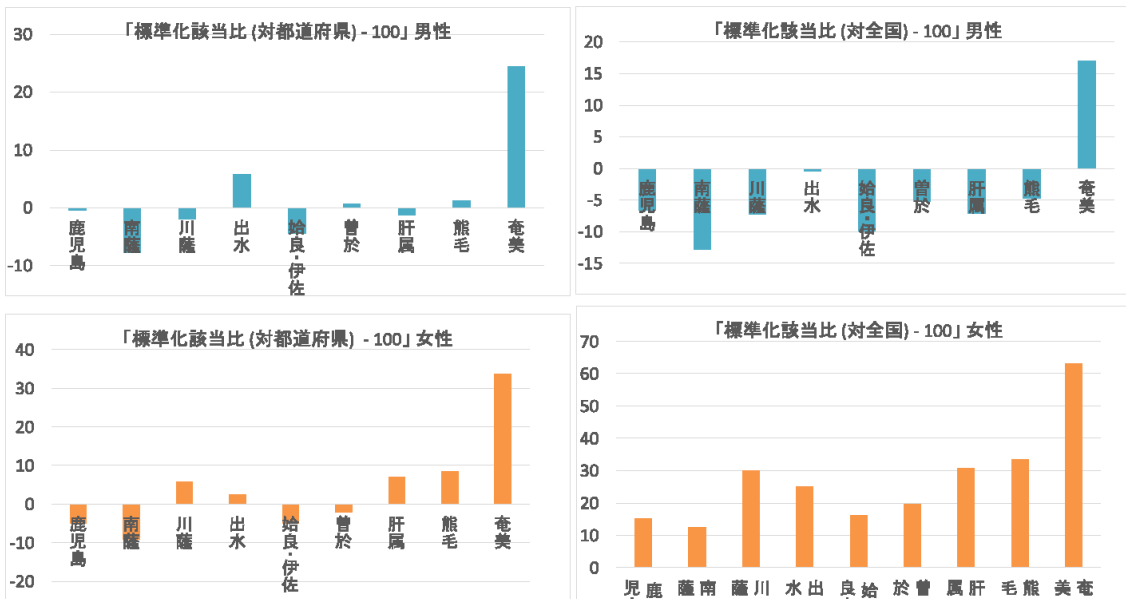 「標準化該当比 (対都道府県) - 100」 男性
30
20
10
0
-10
鹿児島
南薩
川薩
出水
姶良・伊佐
曽於
肝属
熊毛
奄美
「標準化該当比 (対全国) - 100」 男性
20
15
10
5
0
-5
-10
-15
鹿児島
南薩
川薩
出水
姶良・伊佐
曽於
肝属
熊毛
奄美
「標準化該当比 (対都道府県) - 100」 女性
40
30
20
10
0
-10
-20
鹿児島
南薩
川薩
出水
姶良・伊佐
曽於
肝属
熊毛
奄美
「標準化該当比 (対全国) - 100」 女性
70
60
50
40
30
20
10
0
鹿児
南薩
川薩
出水
姶良
曽於
肝属
熊毛
奄美